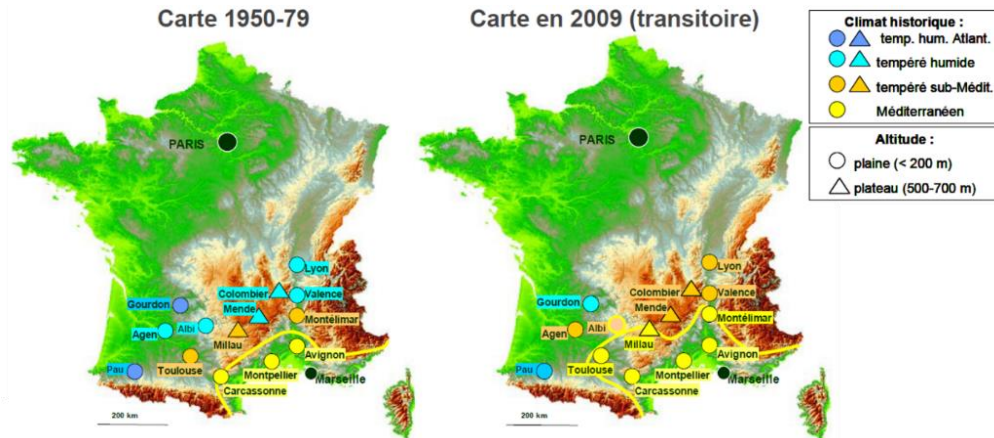 Carte 1950-79
Carte en 2009 (transitoire)
Climat historique :
temp. hum. Atlant.
tempéré humide
tempéré sub-Médit.
Méditerranéen
Altitude :
plaine (< 200 m)
plateau (500-700 m)
PARIS
Lyon
Colombier
Valence
Gourdon
Mende
Montélimar
Albi
Agen
Millau
Avignon
Toulouse
Pau
Montpellier
Marseille
Carcassonne
200 km
PARIS
Lyon
Colombier
Valence
Gourdon
Mende
Montélimar
Albi
Agen
Millau
Avignon
Toulouse
Pau
Montpellier
Marseille
Carcassonne
200 km